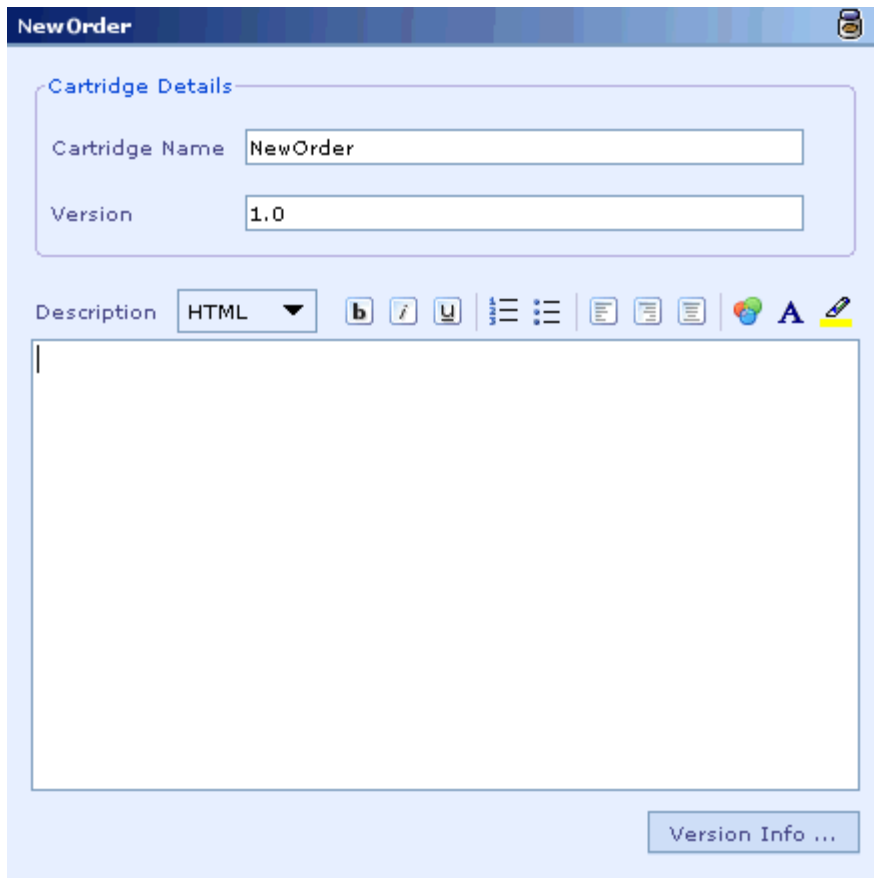 NewOrder
Cartridge Details
Cartridge Name NewOrder
Version 1.0
Description HTML b i u A
Version Info ...